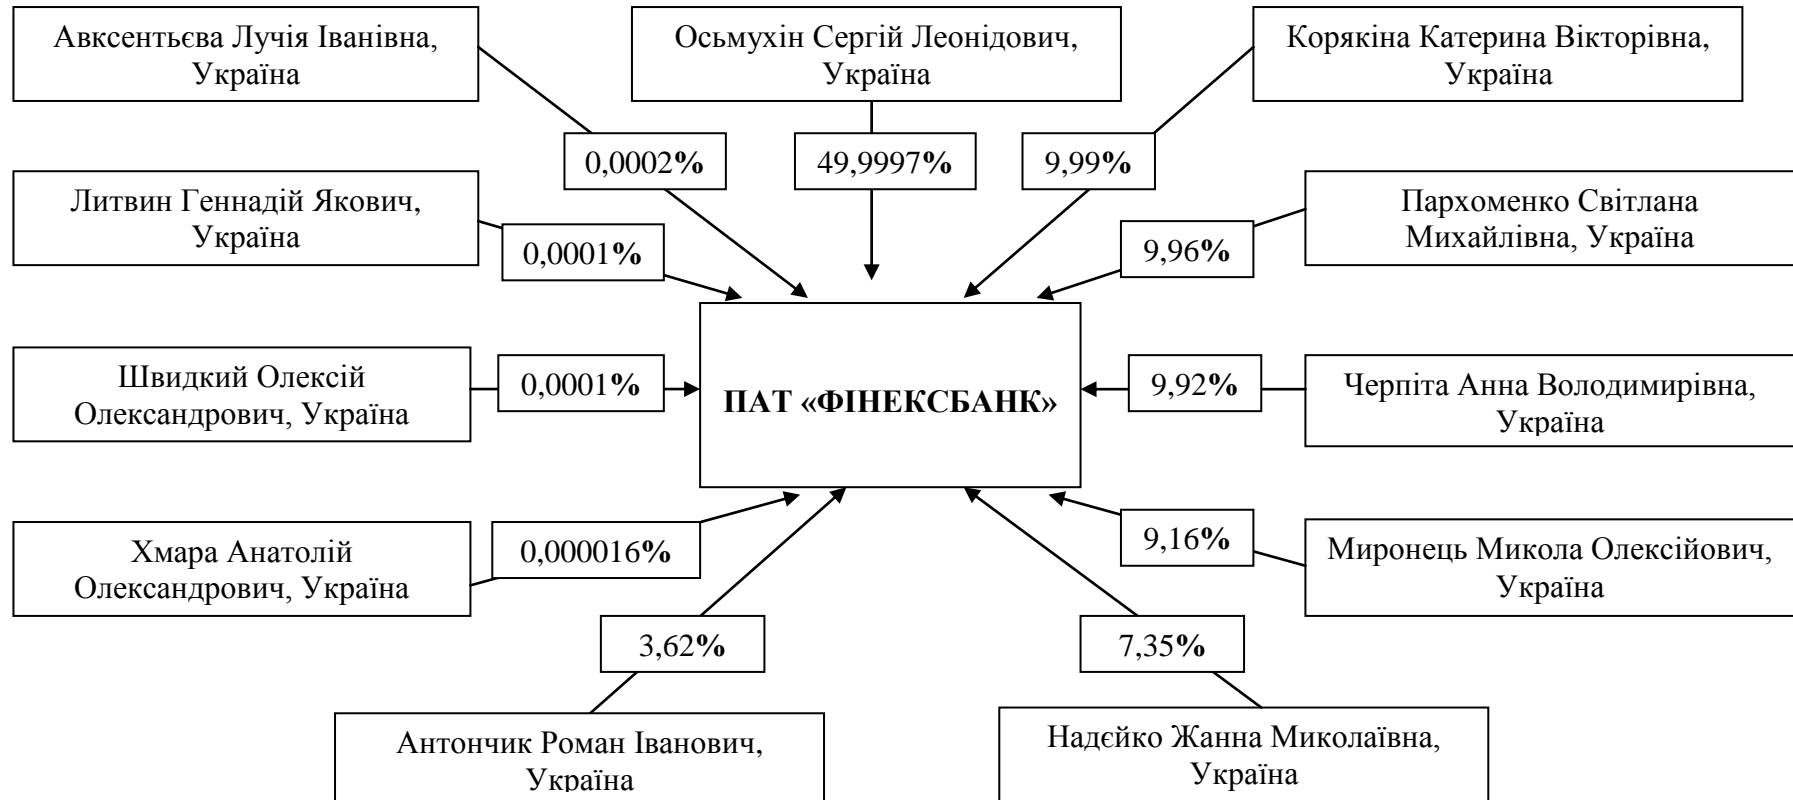 Авксентьєва Лучія Іванівна,
Україна
Осьмухін Сергій Леонідович,
Україна
Корякіна Катерина Вікторівна,
Україна
0,0002%
49,9997%
9,99%
Литвин Геннадій Якович,
Україна
0,0001%
9,96%
Пархоменко Світлана
Михайлівна, Україна
Швидкий Олексій
Олександрович, Україна
0,0001%
ПАТ «ФІНЕКСБАНК»
9,92%
Черпіта Анна Володимирівна,
Україна
Хмара Анатолій
Олександрович, Україна
0,000016%
9,16%
Миронець Микола Олексійович,
Україна
3,62%
7,35%
Антончик Роман Іванович,
Україна
Надєйко Жанна Миколаївна,
Україна